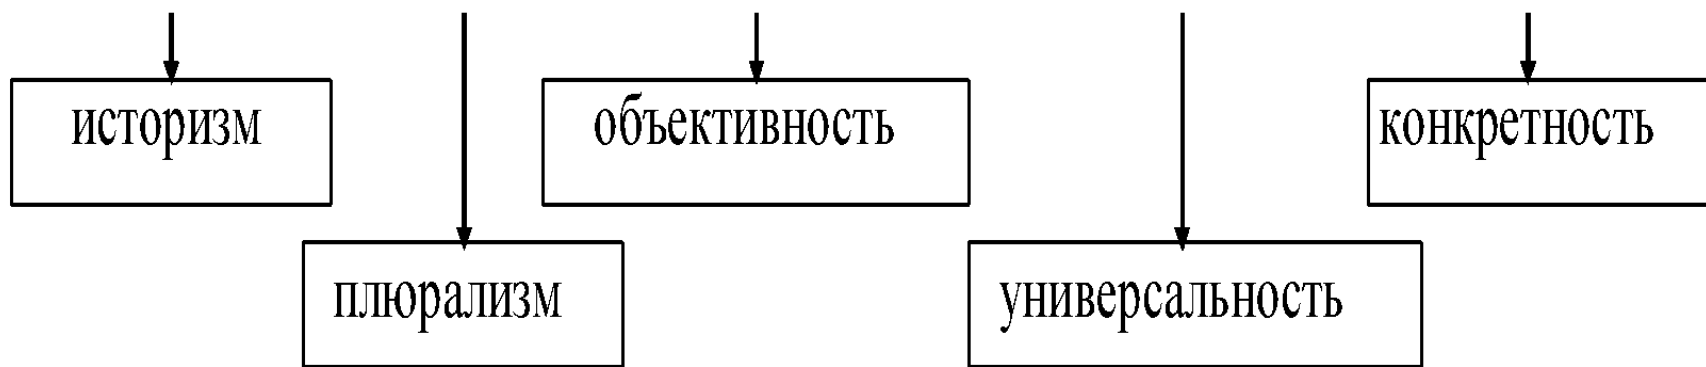 историзм
объективность
конкретность
плюрализм
универсальность